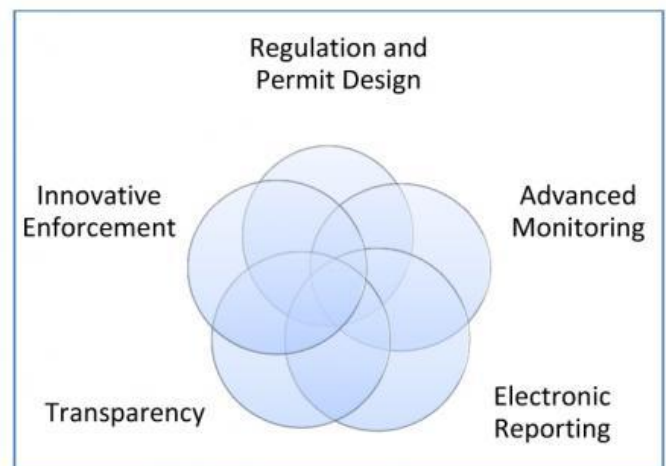 Regulation and
Permit Design
Innovative
Enforcement
Advanced
Monitoring
Transparency
Electronic
Reporting